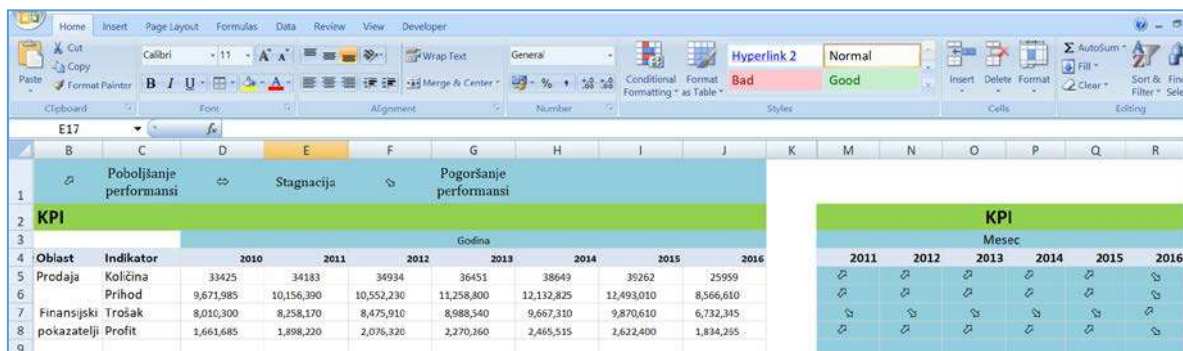 Home Insert Page Layout Formulas Data Review View Developer
Cut
Copy
Format Painter
Paste
Calibri 11
Wrap Text
Merge & Center
General
Conditional Formatting
Format as Table
Hyperlink 2 Normal
Bad Good
Insert Delete Format
AutoSum
Fill
Clear
Sort & Filter
Clipboard Font Alignment Number Styles Cells Editing
E17 fx
B C D E F G H I J K M N O P Q R
1 Poboljšanje performansi Stagnacija Pogoršanje performansi
2 KPI KPI
3 Godina Mesec
4 Oblast Indikator 2010 2011 2012 2013 2014 2015 2016 2011 2012 2013 2014 2015 2016
5 Prodaja Količina 33425 34183 34934 36451 38649 39262 25959
6 Prihod 9,671,985 10,156,390 10,552,230 11,258,800 12,132,825 12,493,010 8,566,610
7 Finansijski Trošak 8,010,300 8,258,170 8,475,910 8,988,540 9,667,310 9,870,610 6,732,345
8 pokazatelji Profit 1,661,685 1,898,220 2,076,320 2,270,260 2,465,515 2,622,400 1,834,265
9